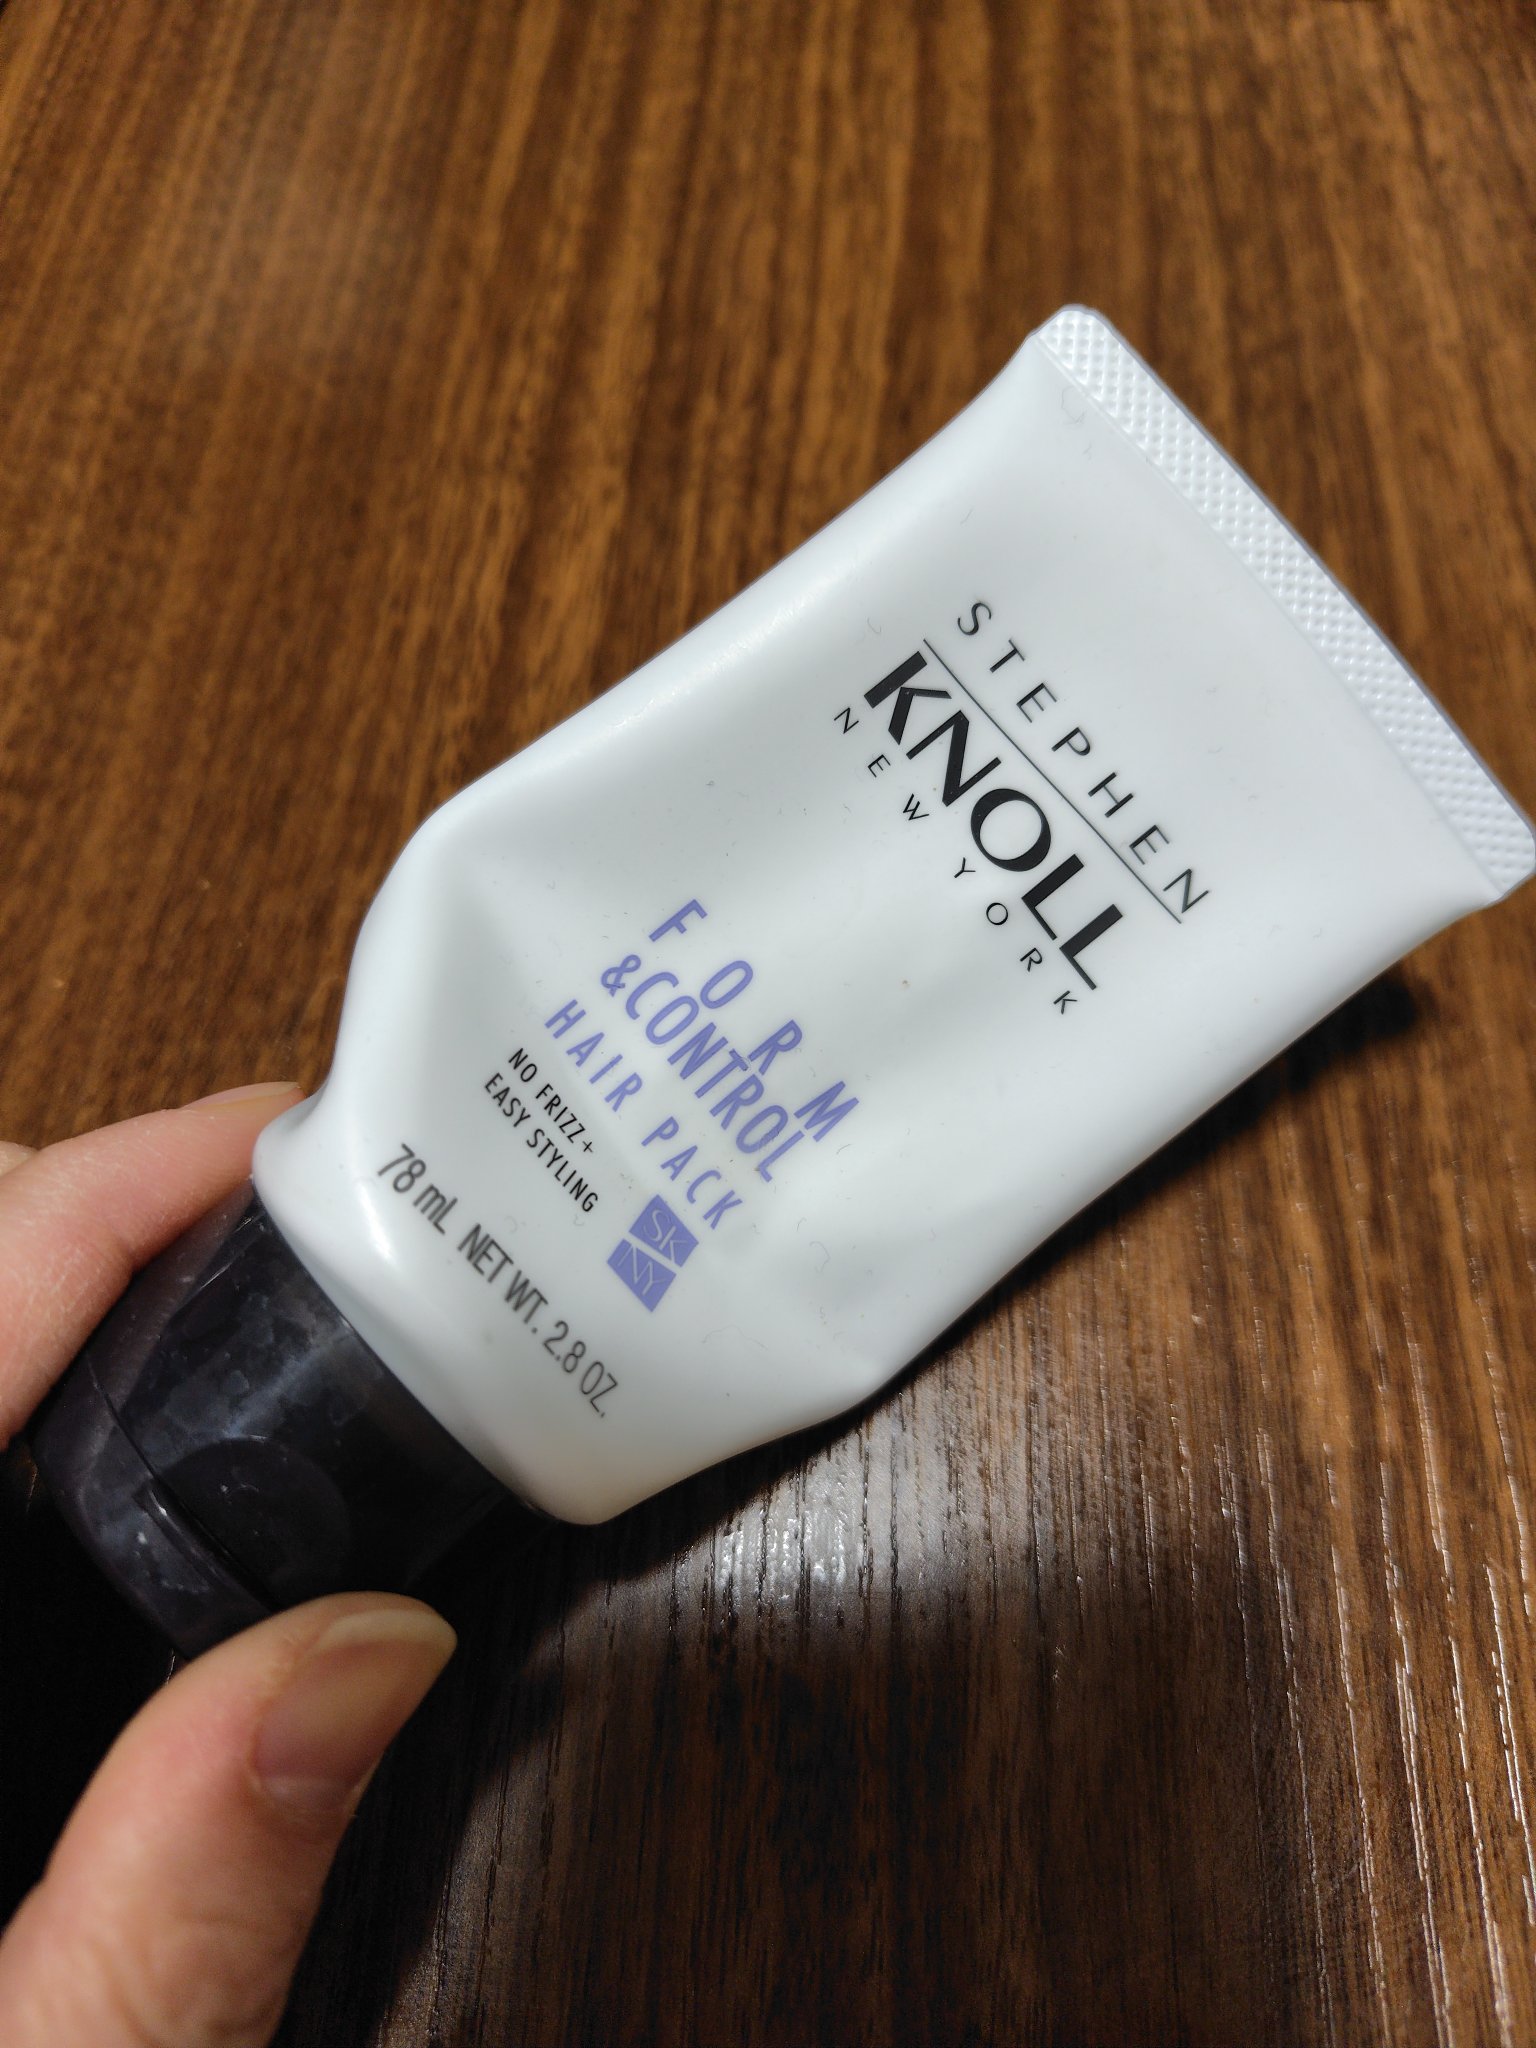 STEPHEN
KNOLL
NEW YORK
FORM
&CONTROL
HAIR PACK
NO FRIZZ+
EASY STYLING
SK
NY
78 mL NET WT. 2.8 OZ.